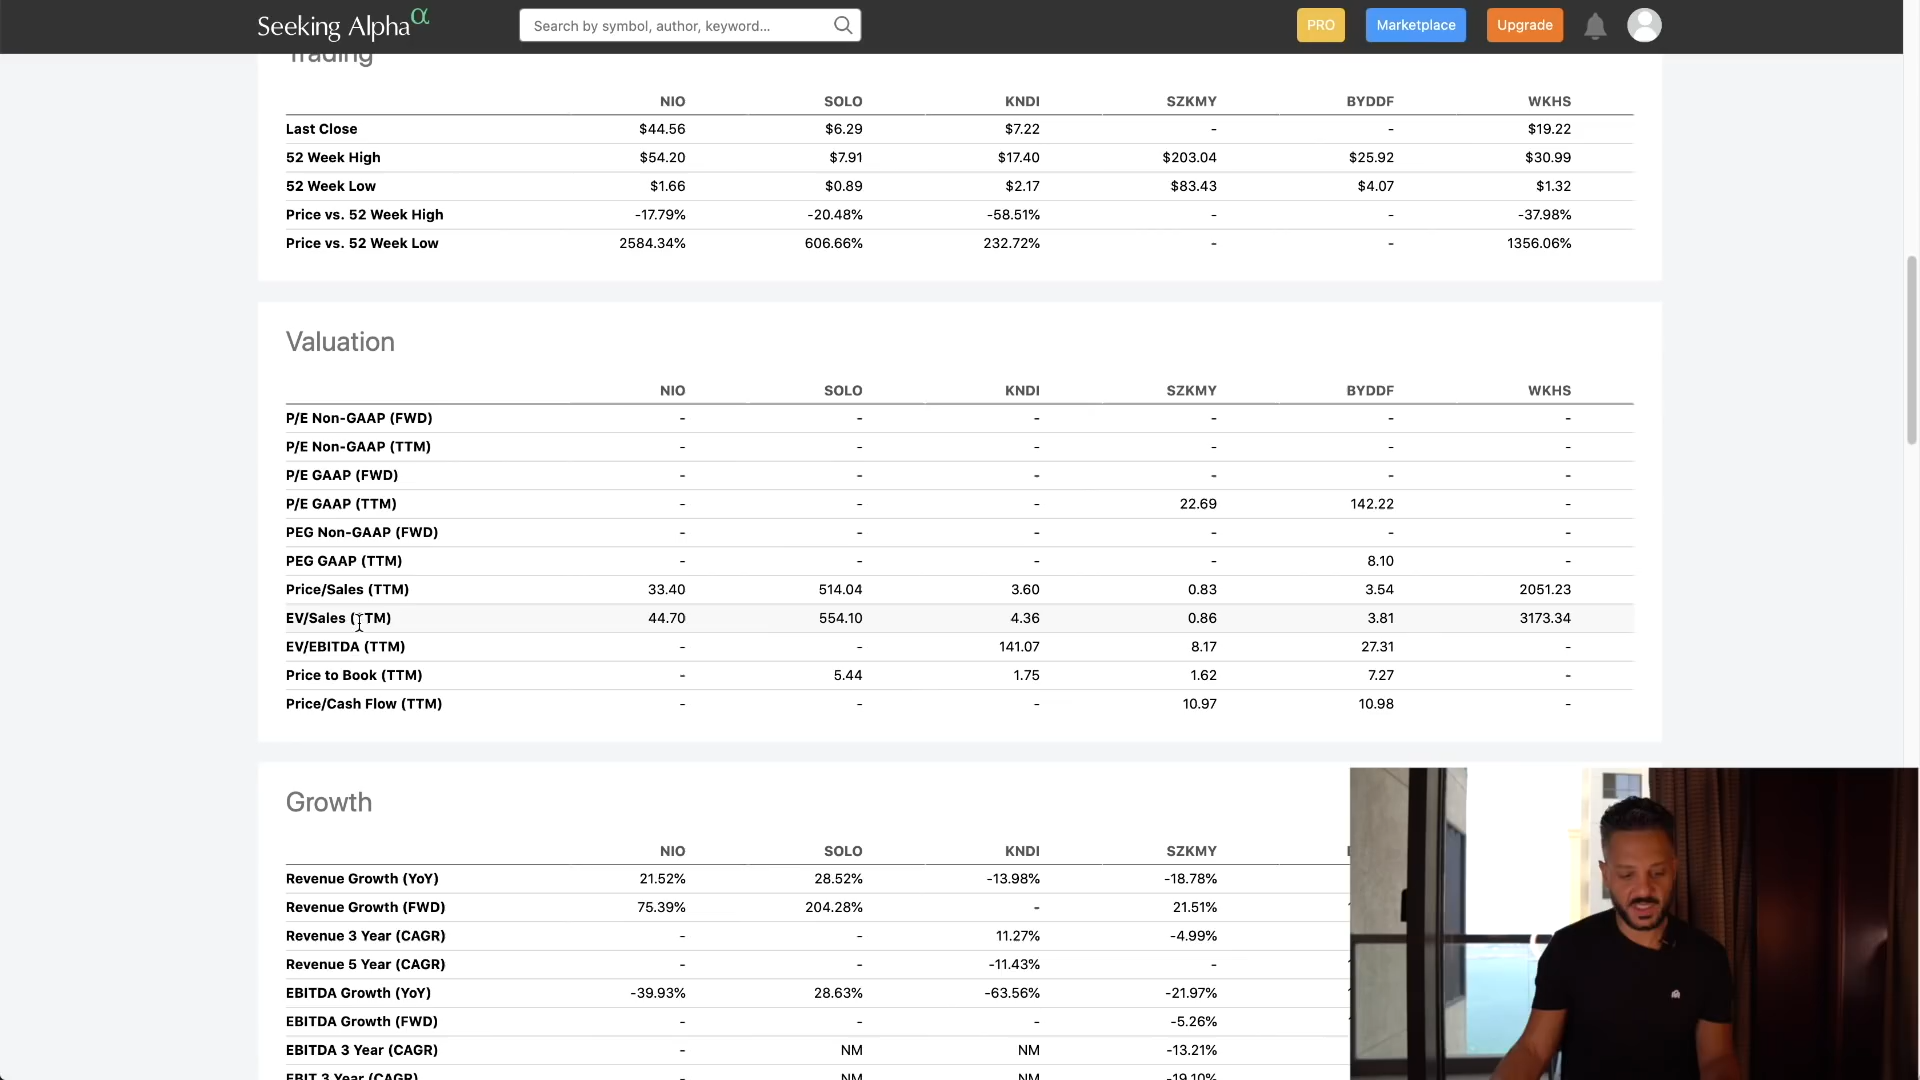 Seeking Alpha α
Search by symbol, author, keyword...
PRO
Marketplace
Upgrade
Trading
NIO SOLO KNDI SZKMY BYDDF WKHS
Last Close $44.56 $6.29 $7.22 - - $19.22
52 Week High $54.20 $7.91 $17.40 $203.04 $25.92 $30.99
52 Week Low $1.66 $0.89 $2.17 $83.43 $4.07 $1.32
Price vs. 52 Week High -17.79% -20.48% -58.51% - - -37.98%
Price vs. 52 Week Low 2584.34% 606.66% 232.72% - - 1356.06%
Valuation
NIO SOLO KNDI SZKMY BYDDF WKHS
P/E Non-GAAP (FWD) - - - - - -
P/E Non-GAAP (TTM) - - - - - -
P/E GAAP (FWD) - - - - - -
P/E GAAP (TTM) - - - 22.69 142.22 -
PEG Non-GAAP (FWD) - - - - - -
PEG GAAP (TTM) - - - - 8.10 -
Price/Sales (TTM) 33.40 514.04 3.60 0.83 3.54 2051.23
EV/Sales (TTM) 44.70 554.10 4.36 0.86 3.81 3173.34
EV/EBITDA (TTM) - - 141.07 8.17 27.31 -
Price to Book (TTM) - 5.44 1.75 1.62 7.27 -
Price/Cash Flow (TTM) - - - 10.97 10.98 -
Growth
NIO SOLO KNDI SZKMY
Revenue Growth (YoY) 21.52% 28.52% -13.98% -18.78%
Revenue Growth (FWD) 75.39% 204.28% - 21.51%
Revenue 3 Year (CAGR) - - 11.27% -4.99%
Revenue 5 Year (CAGR) - - -11.43% -
EBITDA Growth (YoY) -39.93% 28.63% -63.56% -21.97%
EBITDA Growth (FWD) - - - -5.26%
EBITDA 3 Year (CAGR) - NM NM -13.21%
EBIT 3 Year (CAGR) - NM NM -19.10%